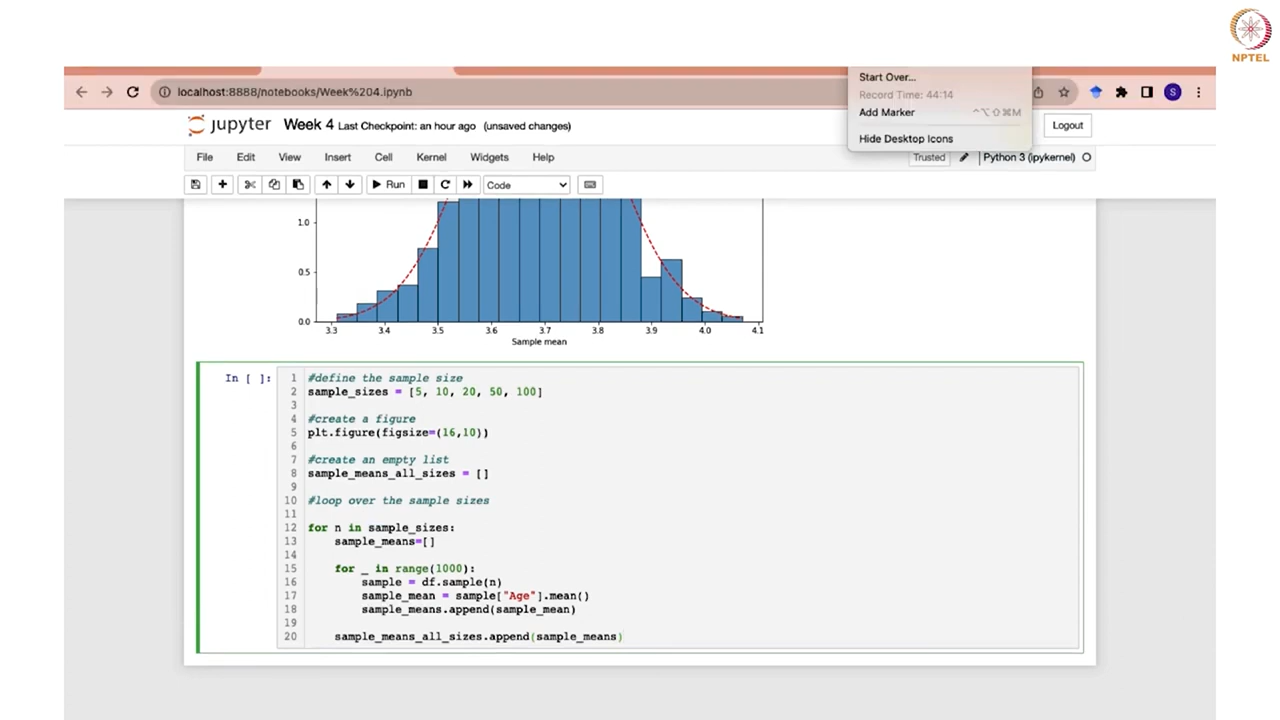 NPTEL
Start Over...
localhost:8888/notebooks/Week%204.ipynb
Record Time: 44:14
S
Add Marker ^⌥⇧⌘M
jupyter Week 4 Last Checkpoint: an hour ago (unsaved changes)
Logout
Hide Desktop Icons
File Edit View Insert Cell Kernel Widgets Help
Trusted
Python 3 (ipykernel)
Run
Code
1.0
0.5
0.0
3.3 3.4 3.5 3.6 3.7 3.8 3.9 4.0 4.1
Sample mean
In [ ]:
1 #define the sample size
2 sample_sizes = [5, 10, 20, 50, 100]
3
4 #create a figure
5 plt.figure(figsize=(16,10))
6
7 #create an empty list
8 sample_means_all_sizes = []
9
10 #loop over the sample sizes
11
12 for n in sample_sizes:
13     sample_means=[]
14
15     for _ in range(1000):
16         sample = df.sample(n)
17         sample_mean = sample["Age"].mean()
18         sample_means.append(sample_mean)
19
20     sample_means_all_sizes.append(sample_means)